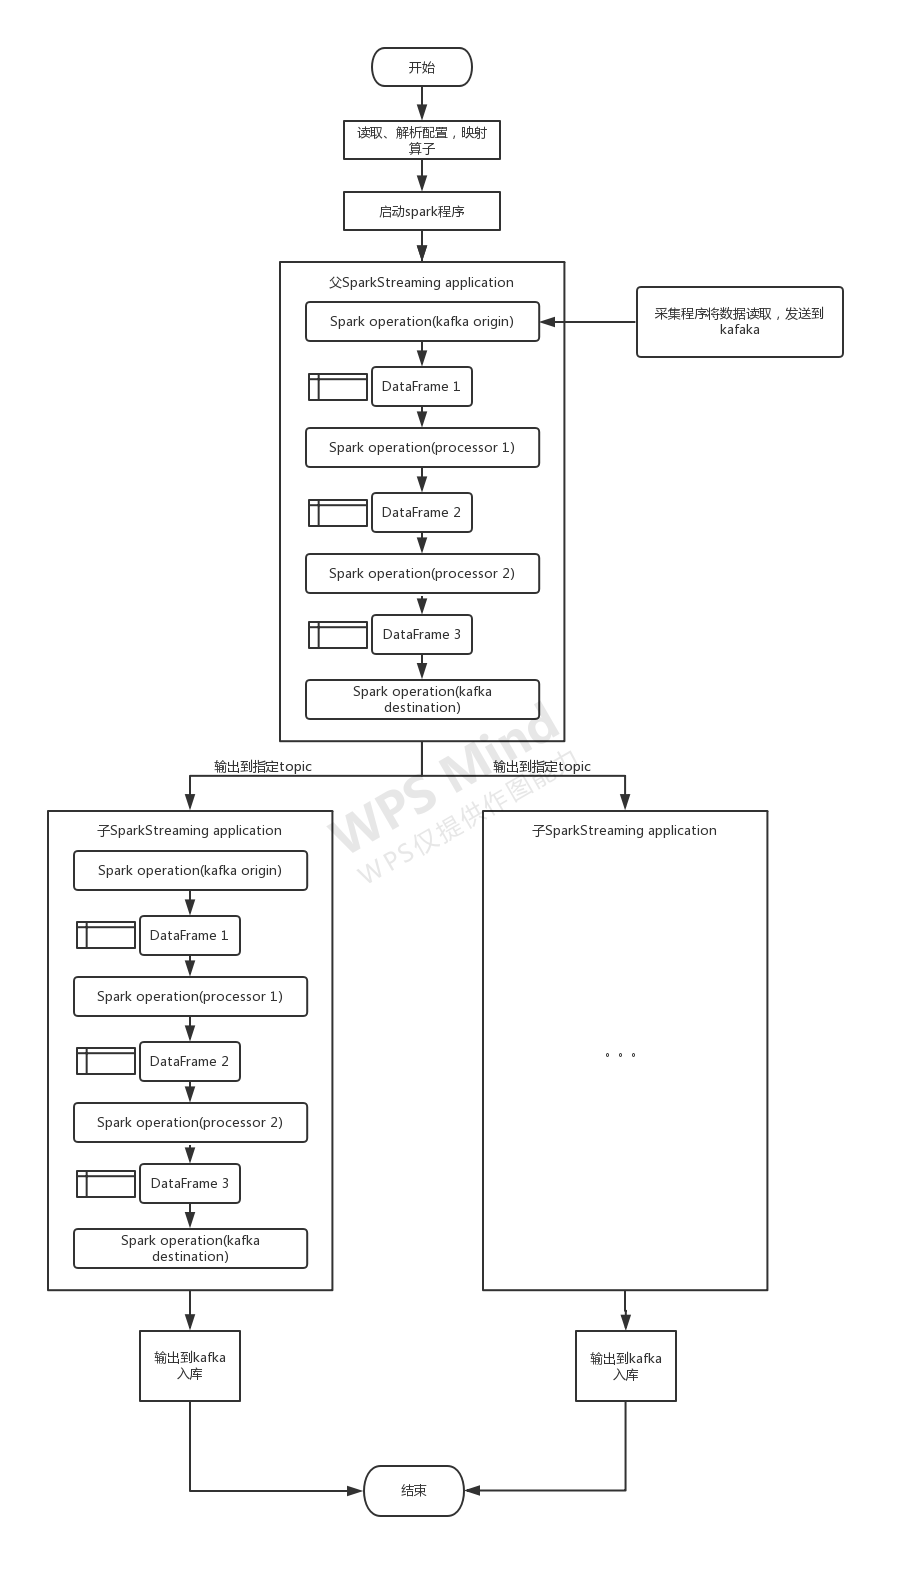 开始
读取、解析配置，映射
算子
启动spark程序
父SparkStreaming application
Spark operation(kafka origin)
采集程序将数据读取，发送到
kafaka
DataFrame 1
Spark operation(processor 1)
DataFrame 2
Spark operation(processor 2)
DataFrame 3
Spark operation(kafka
destination)
WPS Mind
WPS仅提供作图能力
输出到指定topic
输出到指定topic
子SparkStreaming application
Spark operation(kafka origin)
DataFrame 1
Spark operation(processor 1)
DataFrame 2
Spark operation(processor 2)
DataFrame 3
Spark operation(kafka
destination)
子SparkStreaming application
。。。
输出到kafka
入库
输出到kafka
入库
结束